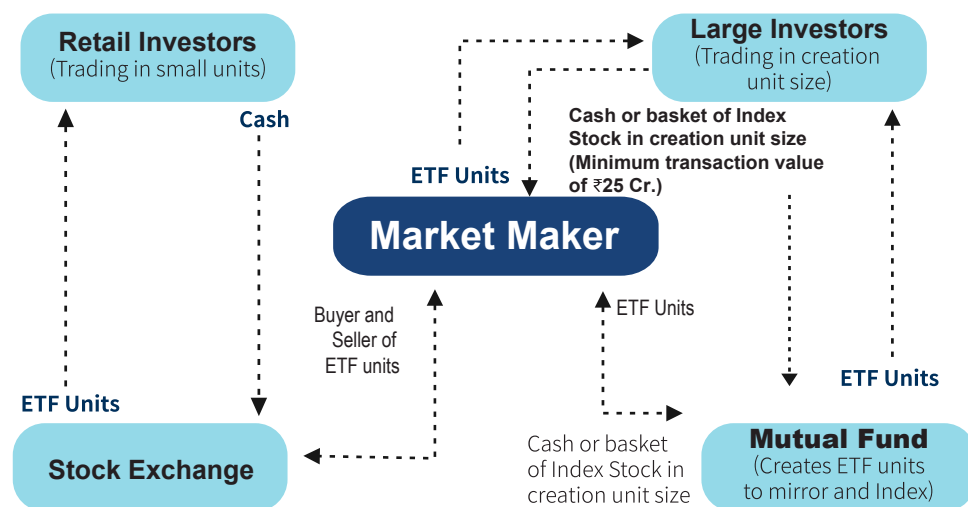 Retail Investors
(Trading in small units)
Large Investors
(Trading in creation
unit size)
Cash
Cash or basket of Index
Stock in creation unit size
(Minimum transaction value
of ₹25 Cr.)
ETF Units
Market Maker
Buyer and
Seller of
ETF units
ETF Units
ETF Units
ETF Units
Stock Exchange
Cash or basket
of Index Stock in
creation unit size
Mutual Fund
(Creates ETF units
to mirror and Index)